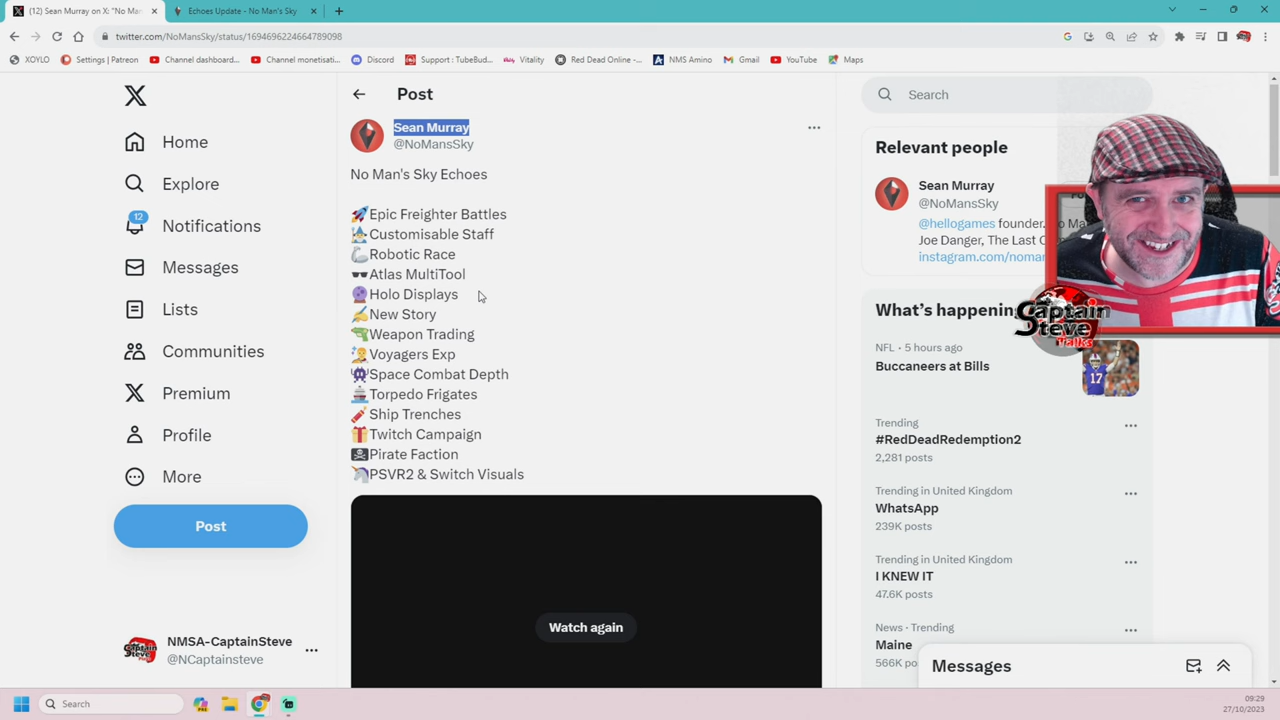 (12) Sean Murray on X: "No Man'
Echoes Update - No Man's Sky
twitter.com/NoMansSky/status/1694696224664789098
XOYLO
Settings | Patreon
Channel dashboard...
Channel monetisati...
Discord
Support : TubeBud...
Vitality
Red Dead Online -...
NMS Amino
Gmail
YouTube
Maps
X
Home
Explore
12
Notifications
Messages
Lists
Communities
Premium
Profile
More
Post
NMSA-CaptainSteve
@NCaptainsteve
Post
Sean Murray
@NoMansSky
No Man's Sky Echoes
🚀Epic Freighter Battles
🧙‍♂️Customisable Staff
🦾Robotic Race
🕶️Atlas MultiTool
🔮Holo Displays
✍️New Story
🔫Weapon Trading
🧑‍🚀Voyagers Exp
👾Space Combat Depth
🚢Torpedo Frigates
🧨Ship Trenches
🎁Twitch Campaign
🏴‍☠️Pirate Faction
🦄PSVR2 & Switch Visuals
Watch again
Search
Relevant people
Sean Murray
@NoMansSky
@hellogames founder.
Joe Danger, The Last
instagram.com/noma
Captain
Steve
Talks
What's happenin
NFL · 5 hours ago
Buccaneers at Bills
17
Trending
#RedDeadRedemption2
2,281 posts
Trending in United Kingdom
WhatsApp
239K posts
Trending in United Kingdom
I KNEW IT
47.6K posts
News · Trending
Maine
566K po
Messages
Search
09:29
27/10/2023